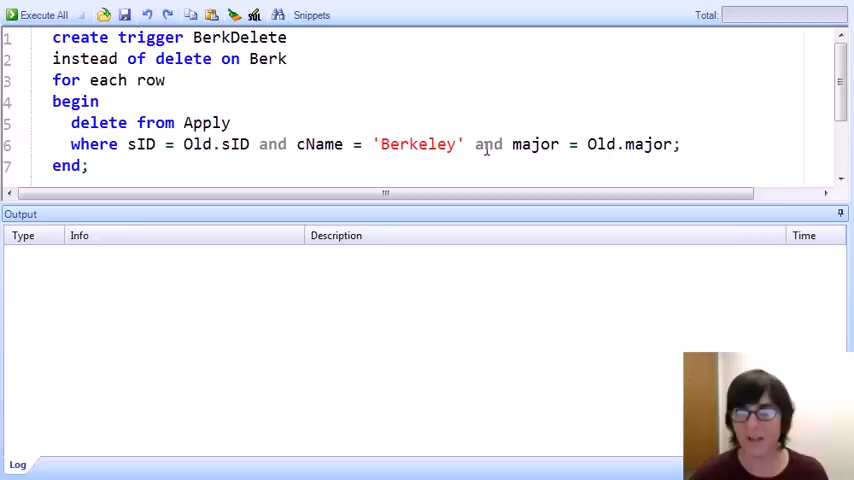 Execute All
Snippets
Total:
1 create trigger BerkDelete
2 instead of delete on Berk
3 for each row
4 begin
5 delete from Apply
6 where sID = Old.sID and cName = 'Berkeley' and major = Old.major;
7 end;
Output
Type Info Description Time
Log